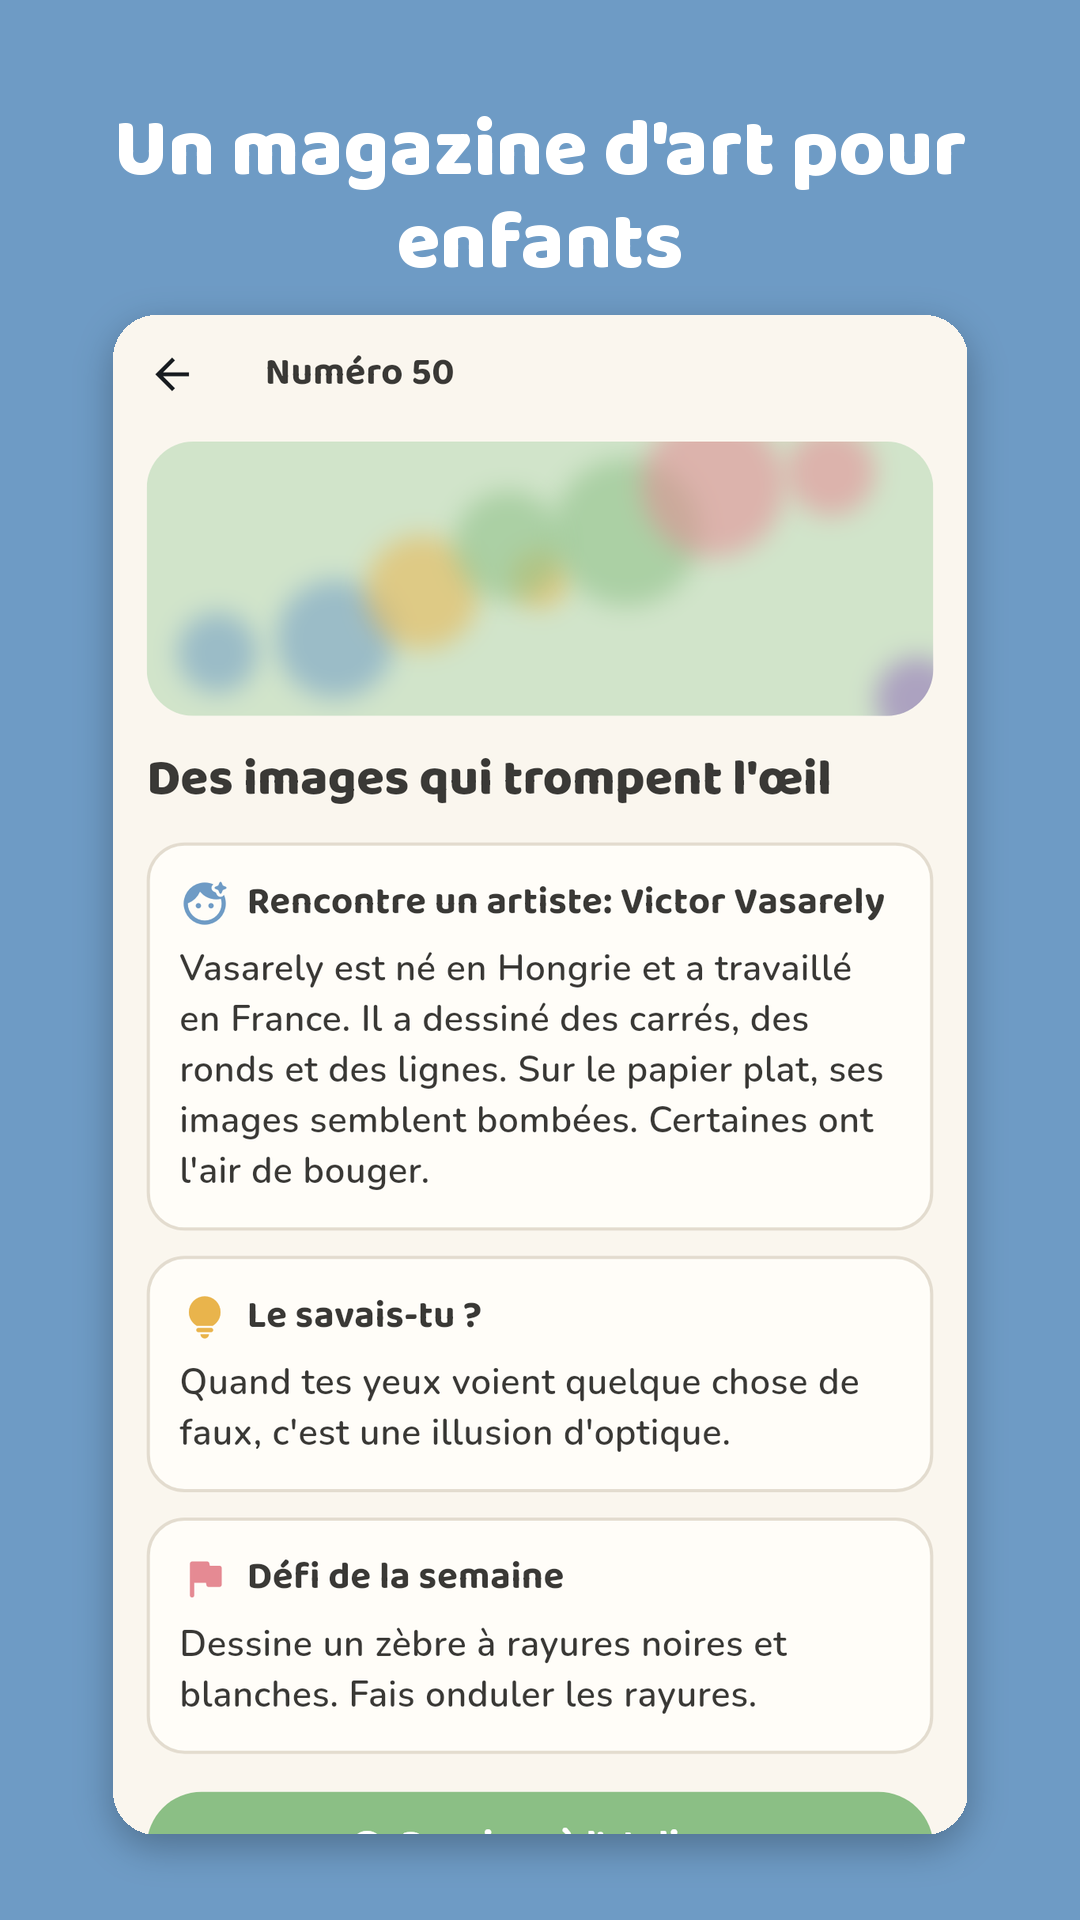 Un magazine d'art pour
enfants
Numéro 50
Des images qui trompent l'œil
Rencontre un artiste: Victor Vasarely
Vasarely est né en Hongrie et a travaillé
en France. Il a dessiné des carrés, des
ronds et des lignes. Sur le papier plat, ses
images semblent bombées. Certaines ont
l'air de bouger.
Le savais-tu ?
Quand tes yeux voient quelque chose de
faux, c'est une illusion d'optique.
Défi de la semaine
Dessine un zèbre à rayures noires et
blanches. Fais onduler les rayures.